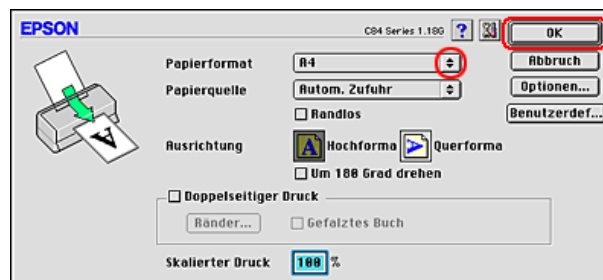 EPSON
C84 Series 1.18G ?
OK
Papierformat A4
Abbruch
Papierquelle Autom. Zufuhr
Optionen...
Randlos
Benutzerdef...
Ausrichtung A Hochforma A Querforma
Um 180 Grad drehen
Doppelseitiger Druck
Ränder... Gefalztes Buch
Skalierter Druck 100 %